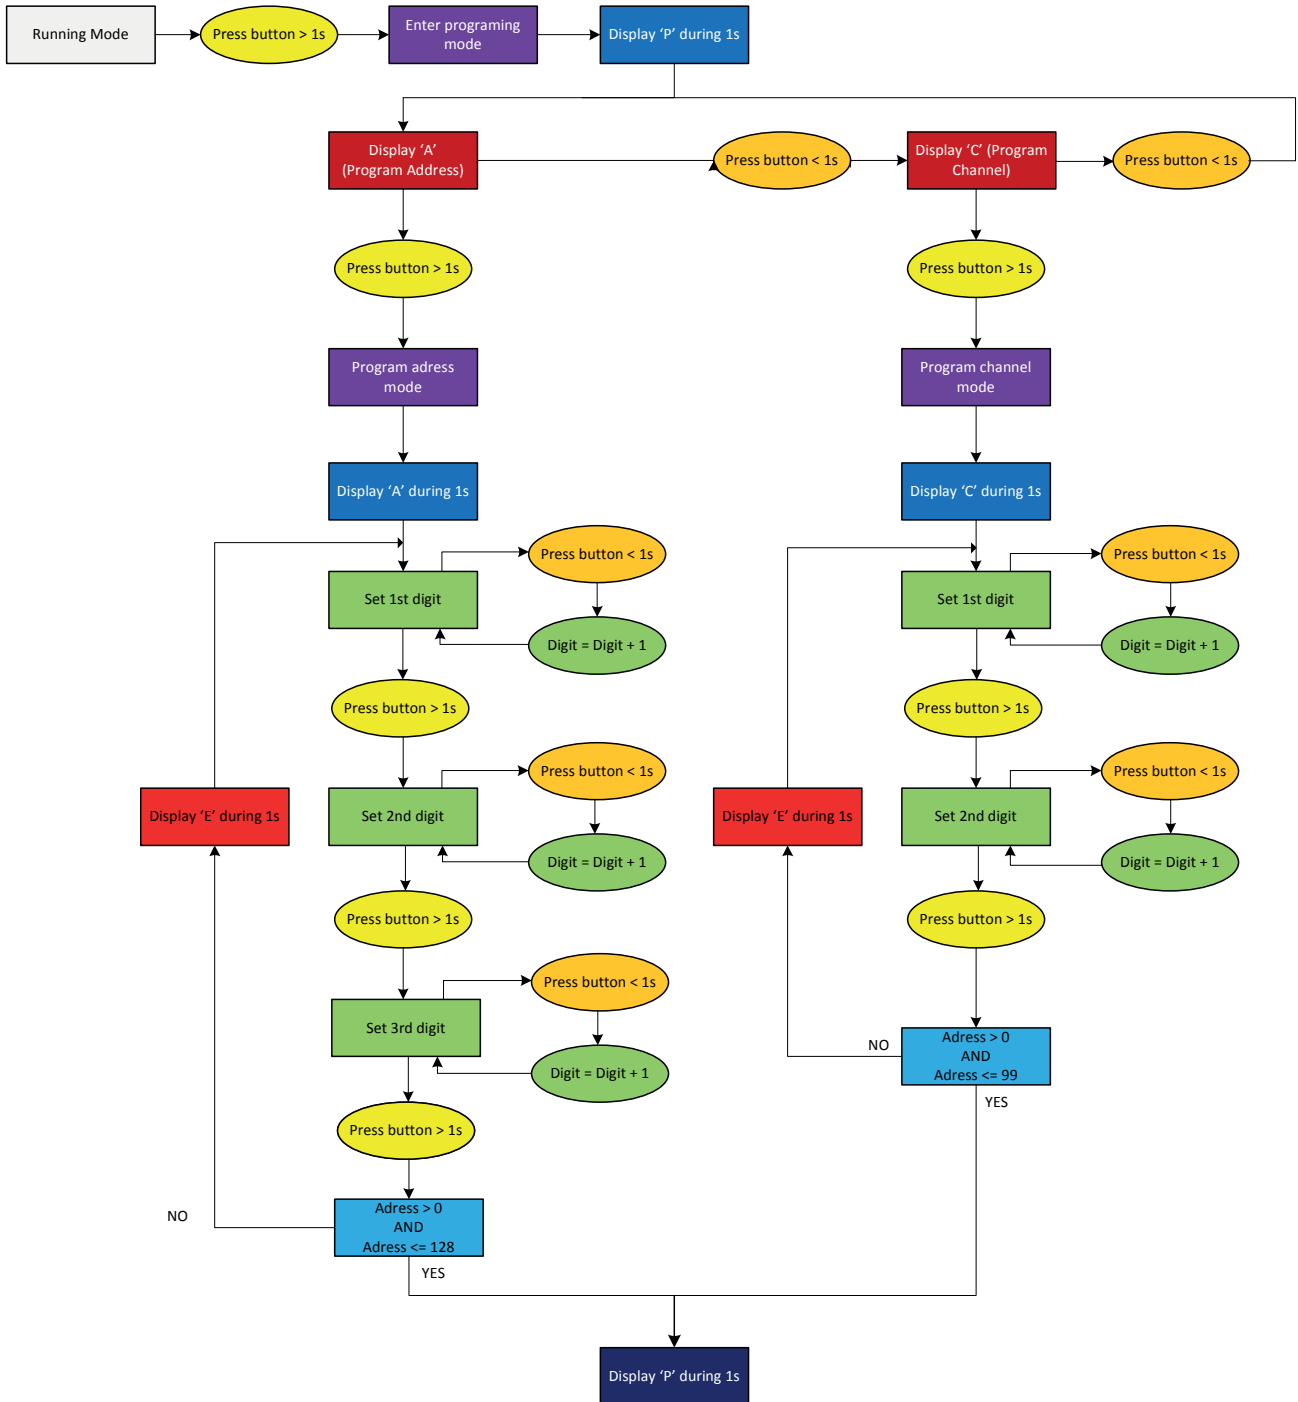 Running Mode
Press button > 1s
Enter programing
mode
Display ‘P’ during 1s
Display ‘A’
(Program Address)
Press button < 1s
Display ‘C’ (Program
Channel)
Press button < 1s
Press button > 1s
Press button > 1s
Program adress
mode
Program channel
mode
Display ‘A’ during 1s
Display ‘C’ during 1s
Press button < 1s
Press button < 1s
Set 1st digit
Set 1st digit
Digit = Digit + 1
Digit = Digit + 1
Press button > 1s
Press button > 1s
Press button < 1s
Press button < 1s
Display ‘E’ during 1s
Set 2nd digit
Display ‘E’ during 1s
Set 2nd digit
Digit = Digit + 1
Digit = Digit + 1
Press button > 1s
Press button > 1s
Press button < 1s
Set 3rd digit
NO
Adress > 0
AND
Adress <= 99
Digit = Digit + 1
YES
Press button > 1s
NO
Adress > 0
AND
Adress <= 128
YES
Display ‘P’ during 1s